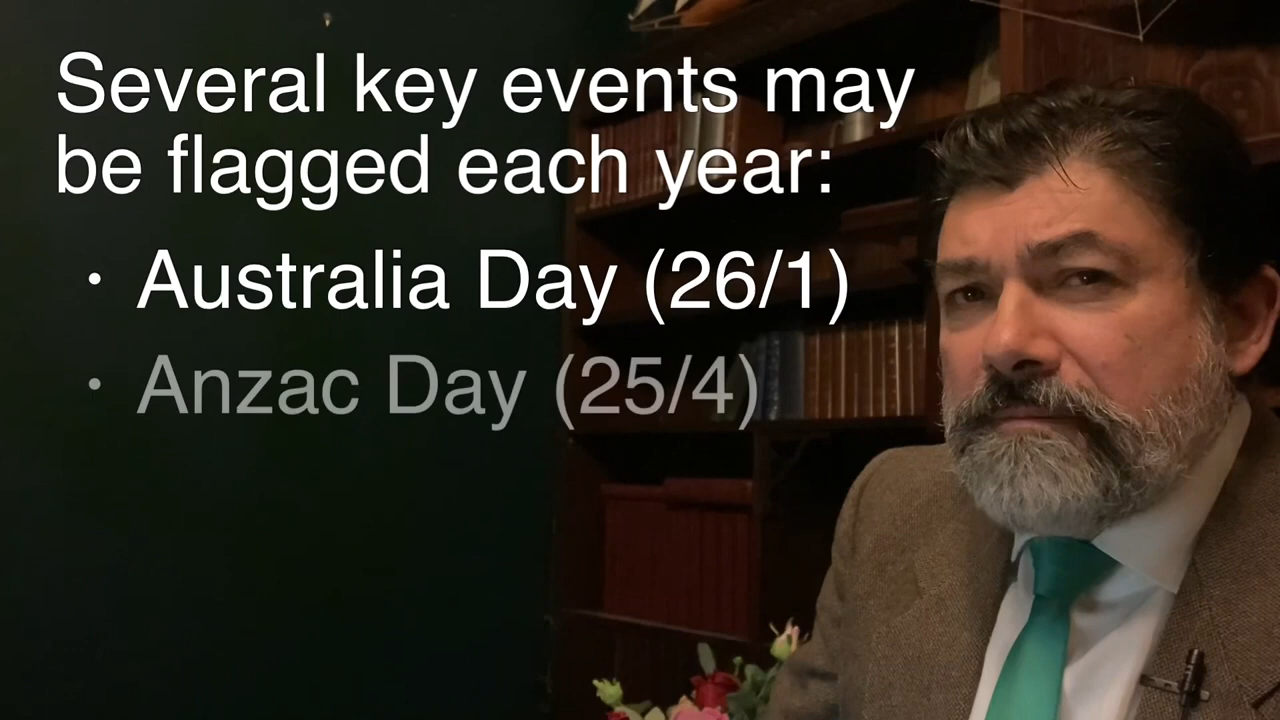 Several key events may
be flagged each year:
· Australia Day (26/1)
· Anzac Day (25/4)